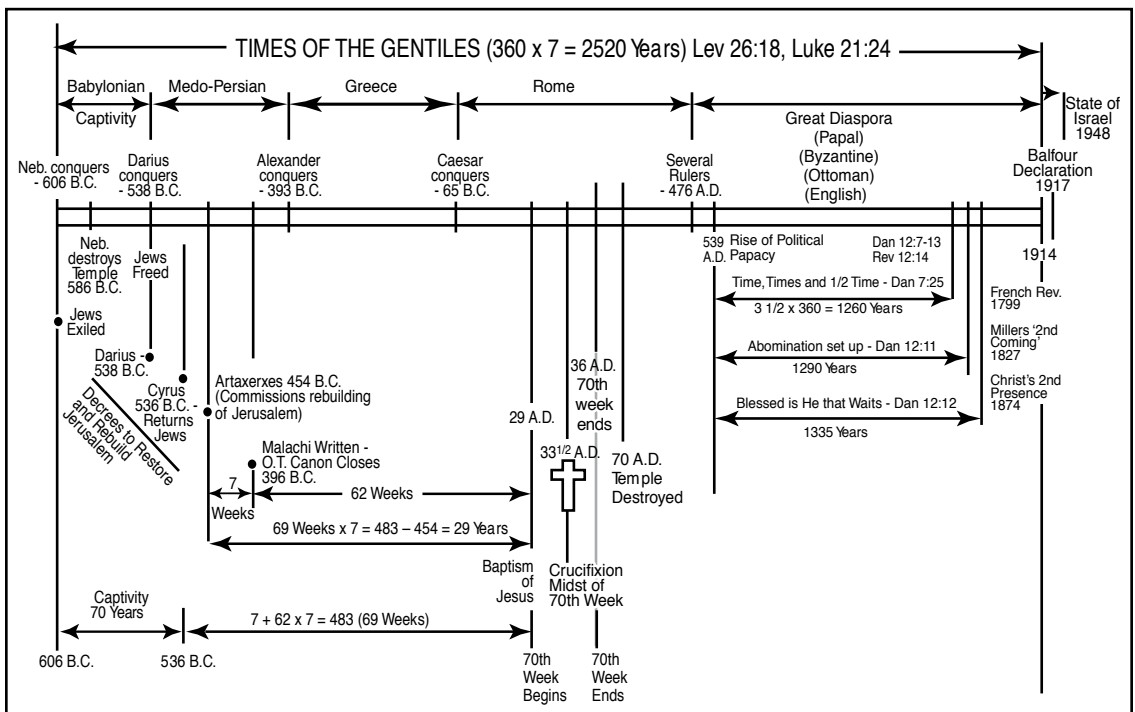 TIMES OF THE GENTILES (360 x 7 = 2520 Years) Lev 26:18, Luke 21:24
Babylonian
Captivity
Medo-Persian
Greece
Rome
Great Diaspora
(Papal)
(Byzantine)
(Ottoman)
(English)
State of
Israel
1948
Neb. conquers
- 606 B.C.
Darius
conquers
- 538 B.C.
Alexander
conquers
- 393 B.C.
Caesar
conquers
- 65 B.C.
Several
Rulers
- 476 A.D.
Balfour
Declaration
1917
Neb.
destroys
Temple
586 B.C.
Jews
Freed
539
A.D.
Rise of Political
Papacy
Dan 12:7-13
Rev 12:14
1914
Time, Times and 1/2 Time - Dan 7:25
3 1/2 x 360 = 1260 Years
French Rev.
1799
Jews
Exiled
Darius -
538 B.C.
Cyrus
536 B.C. -
Returns
Jews
Decrees to Restore
and Rebuild
Jerusalem
Artaxerxes 454 B.C.
(Commissions rebuilding
of Jerusalem)
Abomination set up - Dan 12:11
1290 Years
Millers ‘2nd
Coming’
1827
Blessed is He that Waits - Dan 12:12
1335 Years
Christ’s 2nd
Presence
1874
Malachi Written -
O.T. Canon Closes
396 B.C.
29 A.D.
36 A.D.
70th
week
ends
33 1/2 A.D.
70 A.D.
Temple
Destroyed
7
Weeks
62 Weeks
69 Weeks x 7 = 483 – 454 = 29 Years
Baptism
of
Jesus
Crucifixion
Midst of
70th Week
Captivity
70 Years
7 + 62 x 7 = 483 (69 Weeks)
606 B.C.
536 B.C.
70th
Week
Begins
70th
Week
Ends